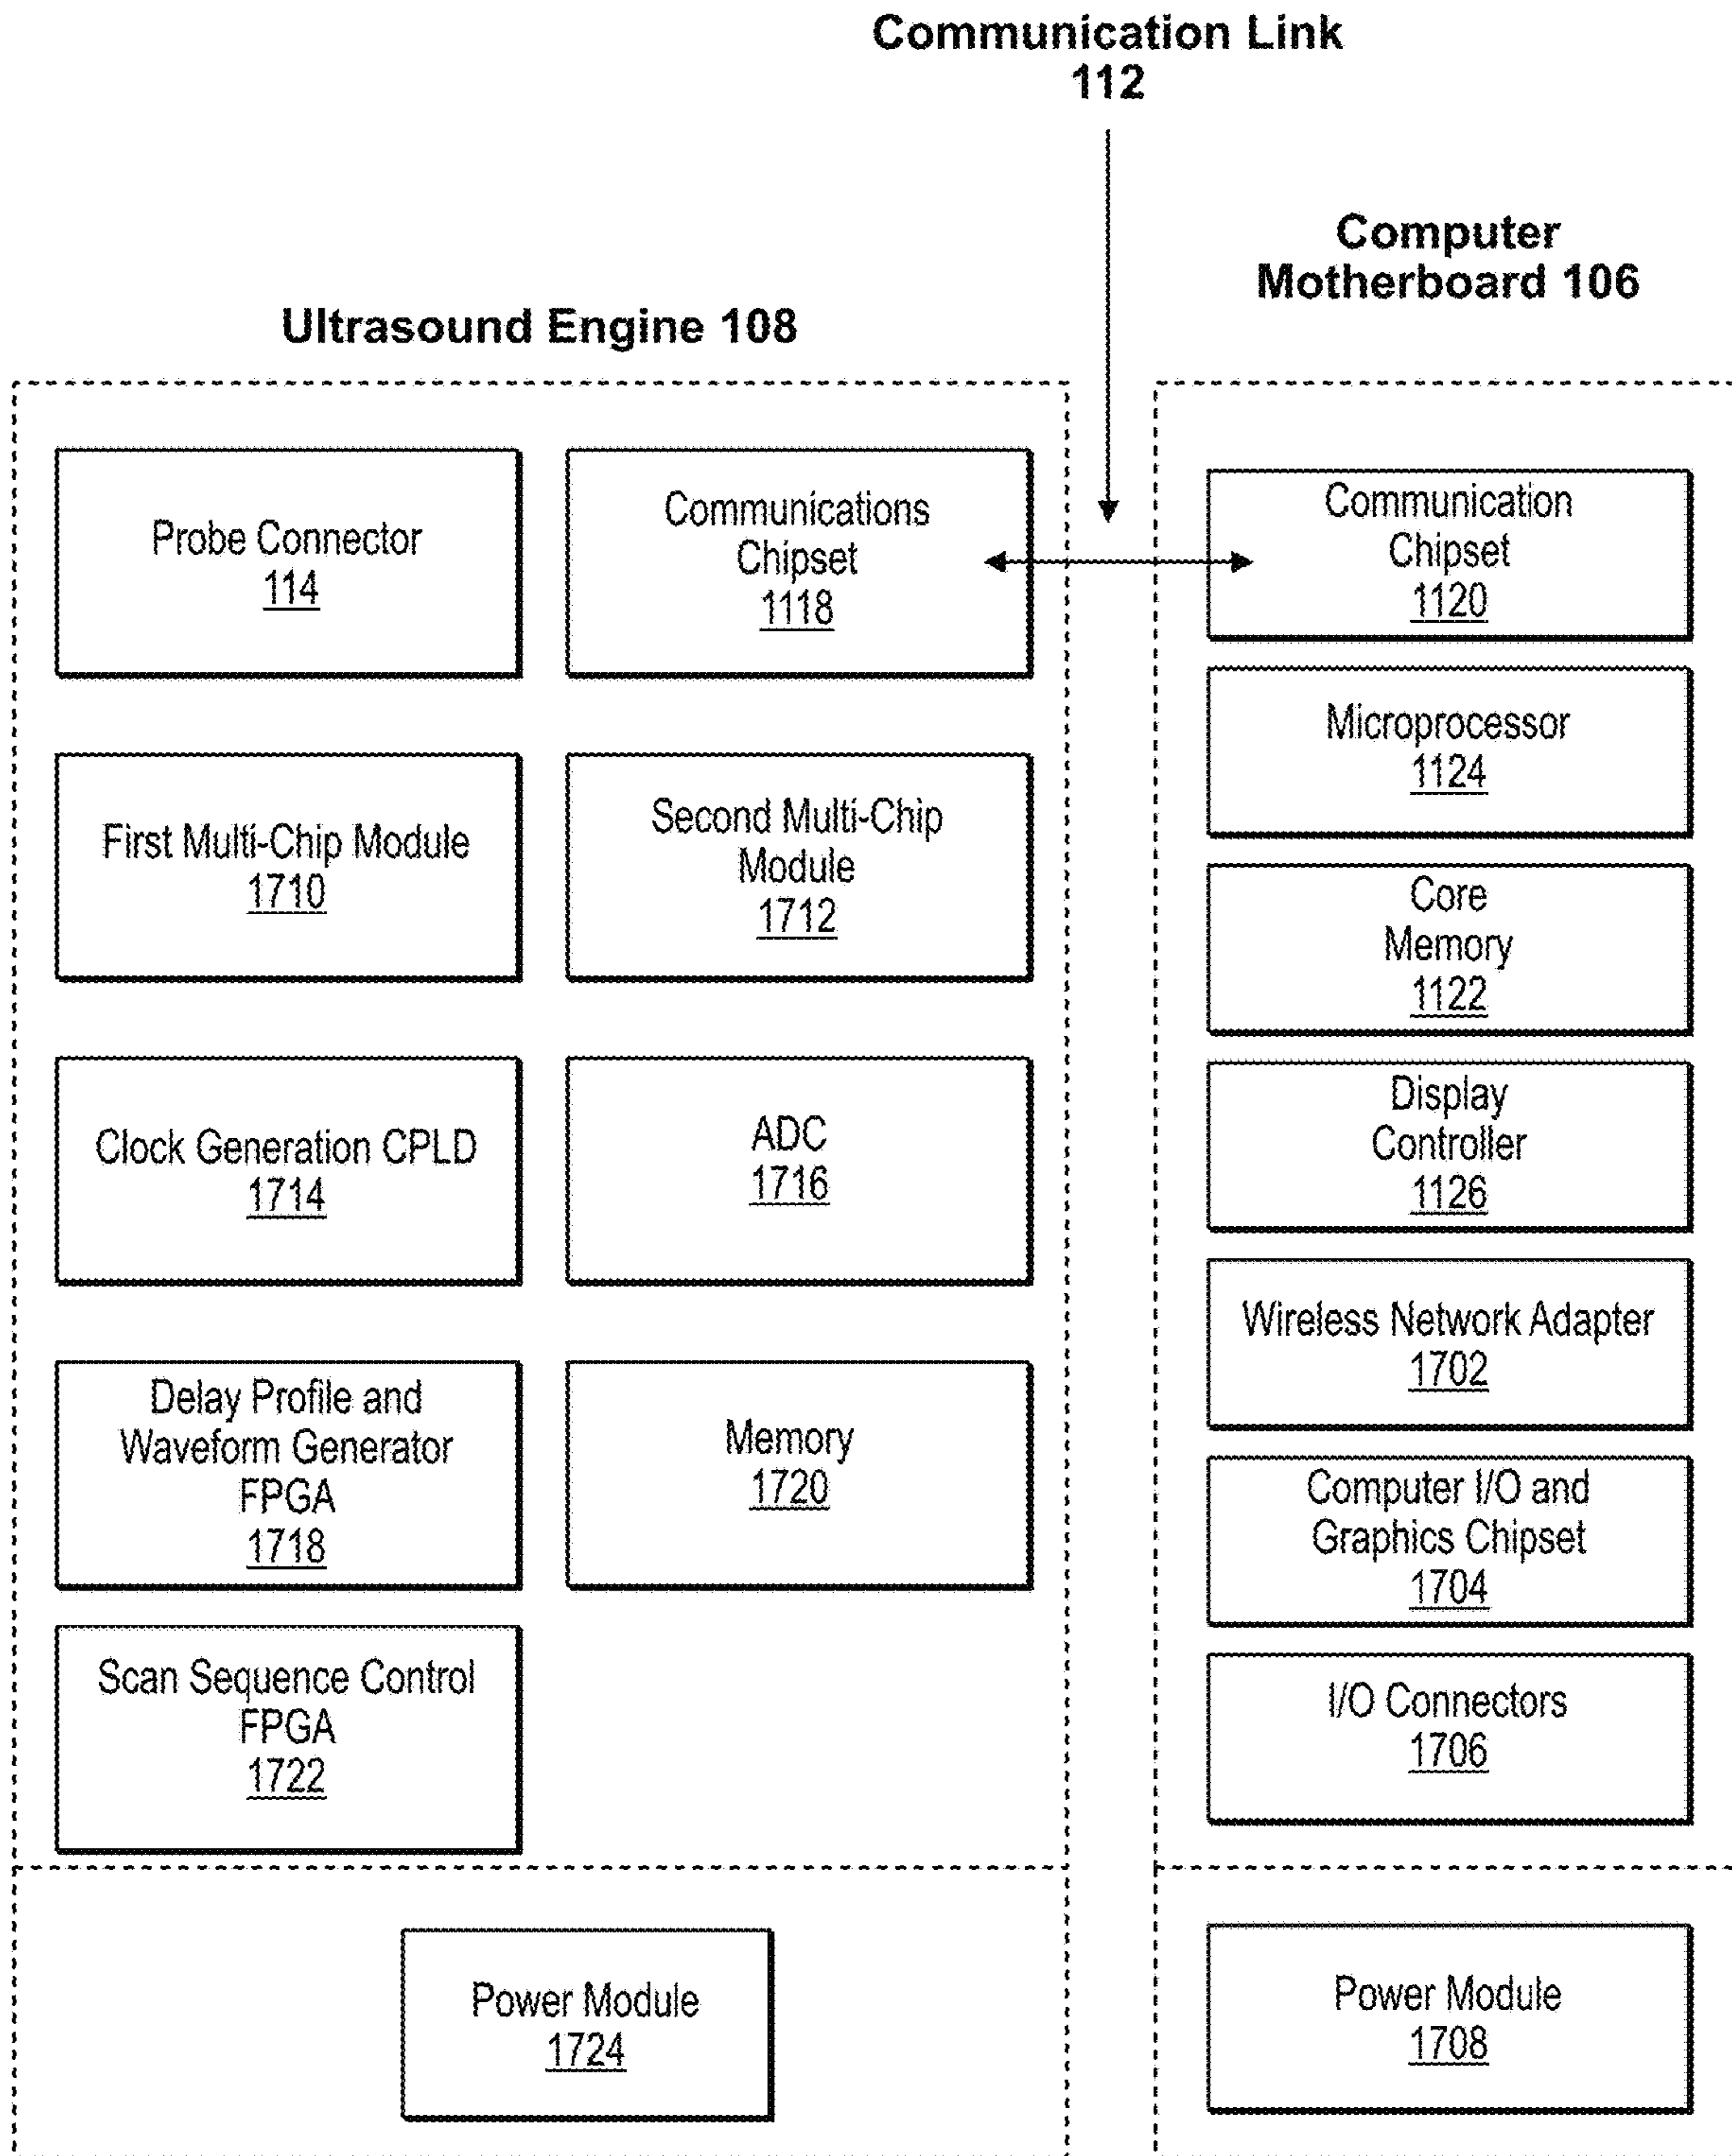 Communication Link
112
Computer
Motherboard 106
Ultrasound Engine 108
Probe Connector
114
Communications
Chipset
1118
Communication
Chipset
1120
Microprocessor
1124
First Multi-Chip Module
1710
Second Multi-Chip
Module
1712
Core
Memory
1122
Clock Generation CPLD
1714
ADC
1716
Display
Controller
1126
Wireless Network Adapter
1702
Delay Profile and
Waveform Generator
FPGA
1718
Memory
1720
Computer I/O and
Graphics Chipset
1704
Scan Sequence Control
FPGA
1722
I/O Connectors
1706
Power Module
1724
Power Module
1708